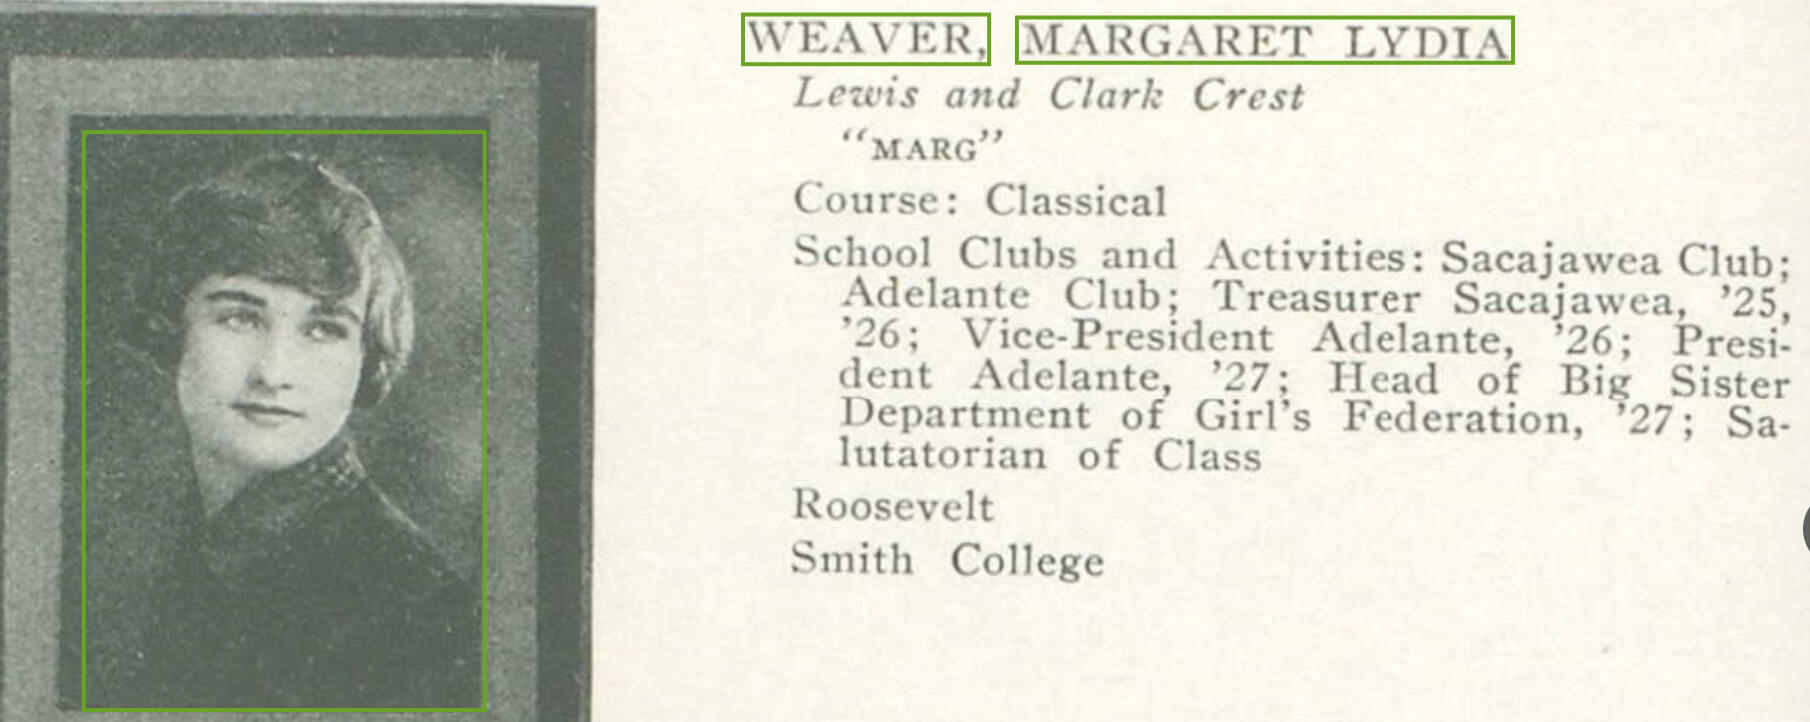 WEAVER, MARGARET LYDIA
Lewis and Clark Crest
“MARG”
Course: Classical
School Clubs and Activities: Sacajawea Club;
Adelante Club; Treasurer Sacajawea, ’25,
’26; Vice-President Adelante, ’26; Presi-
dent Adelante, ’27; Head of Big Sister
Department of Girl’s Federation, ’27; Sa-
lutatorian of Class
Roosevelt
Smith College